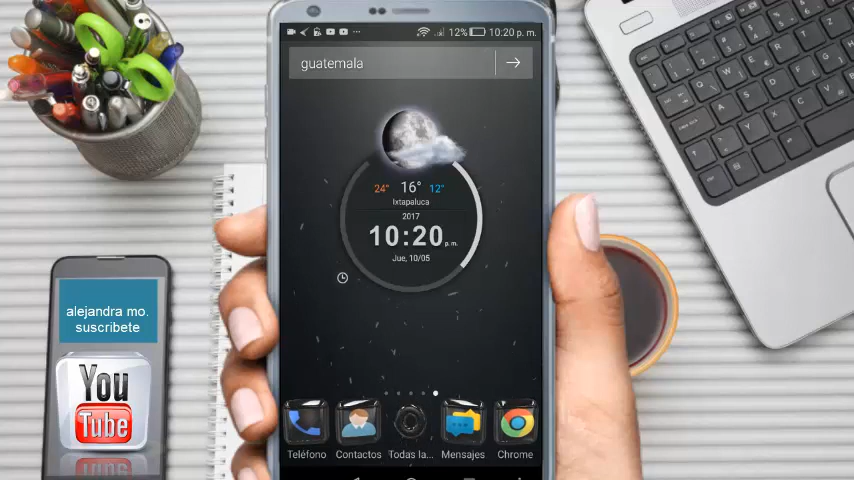 12% 10:20 p. m.
guatemala
24° 16° 12°
Ixtapaluca
2017
10:20 p.m.
Jue, 10/05
Teléfono Contactos Todas la... Mensajes Chrome
alejandra mo.
suscribete
You
Tube